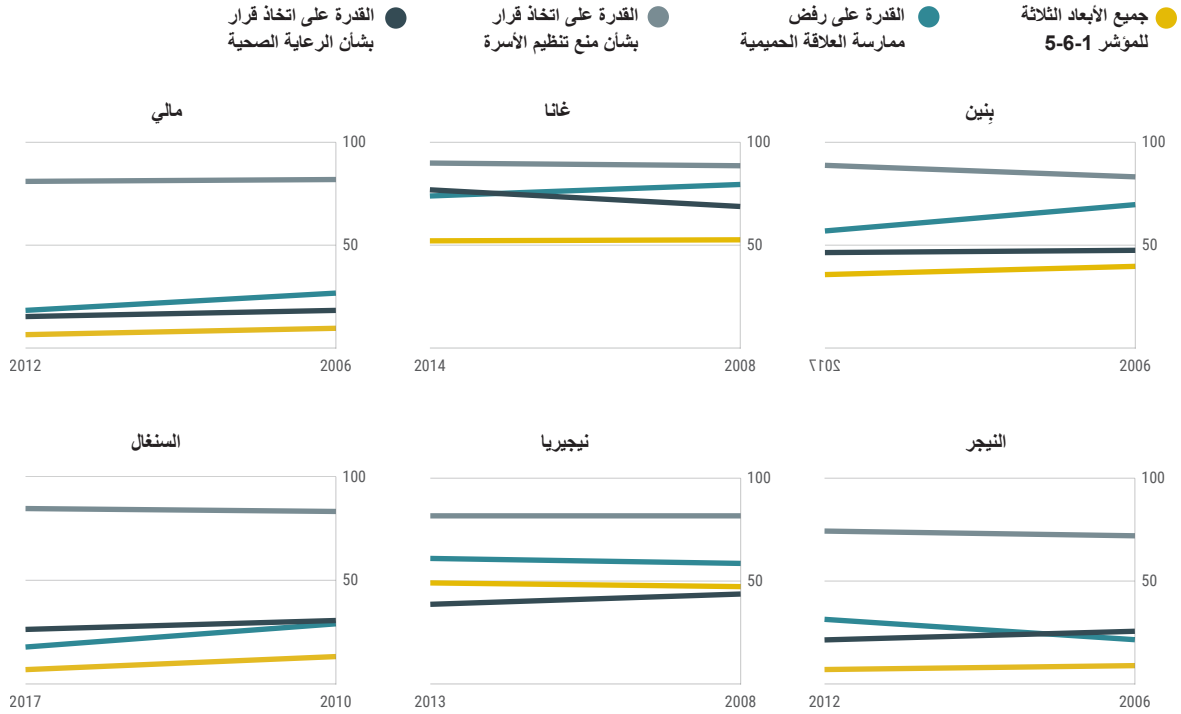 جميع الأبعاد الثلاثة
للمؤشر 1-6-5
القدرة على رفض
ممارسة العلاقة الحميمية
القدرة على اتخاذ قرار
بشأن منع تنظيم الأسرة
القدرة على اتخاذ قرار
بشأن الرعاية الصحية
بِنين
100
50
2006
2017
غانا
100
50
2008
2014
مالي
100
50
2006
2012
النيجر
100
50
2006
2012
نيجيريا
100
50
2008
2013
السنغال
100
50
2010
2017